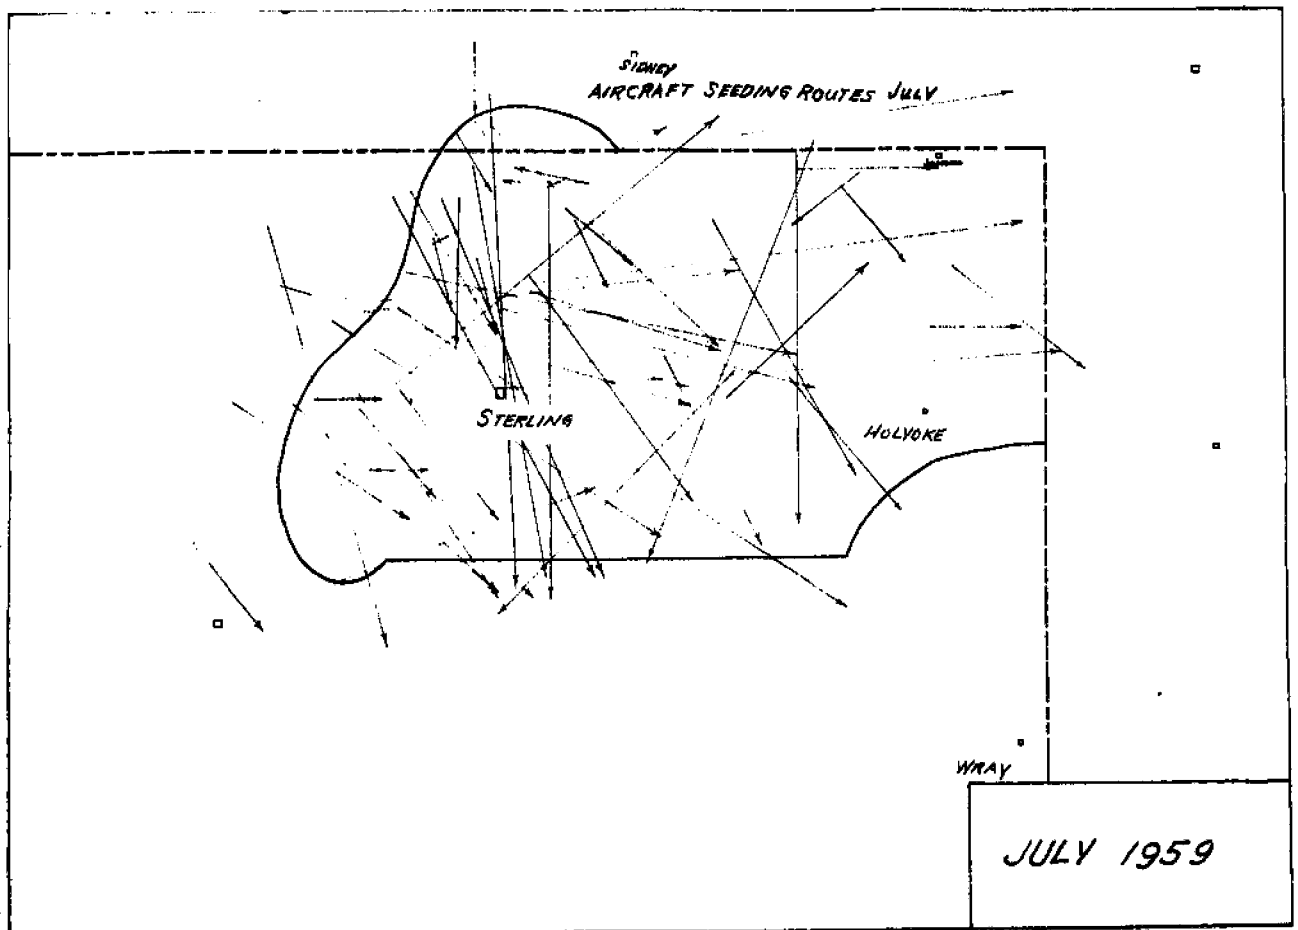 SIDNEY
AIRCRAFT SEEDING ROUTES JULY
STERLING
HOLYOKE
WRAY
JULY 1959